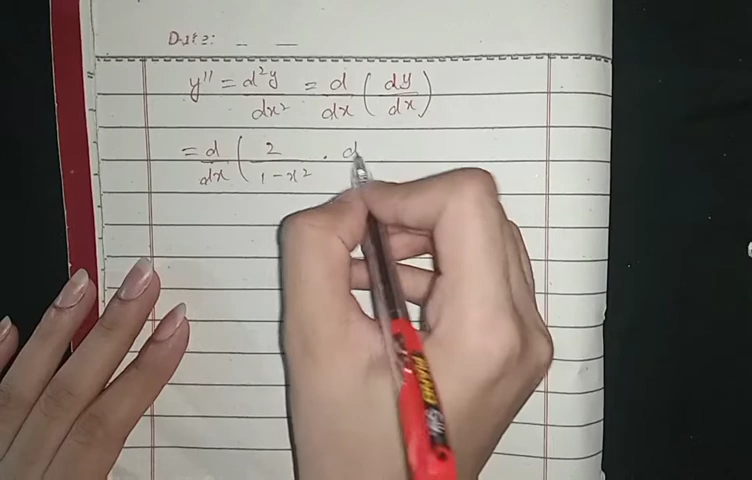 Date: _ _
y'' = d²y/dx² = d/dx (dy/dx)
= d/dx (2/1-x² . d